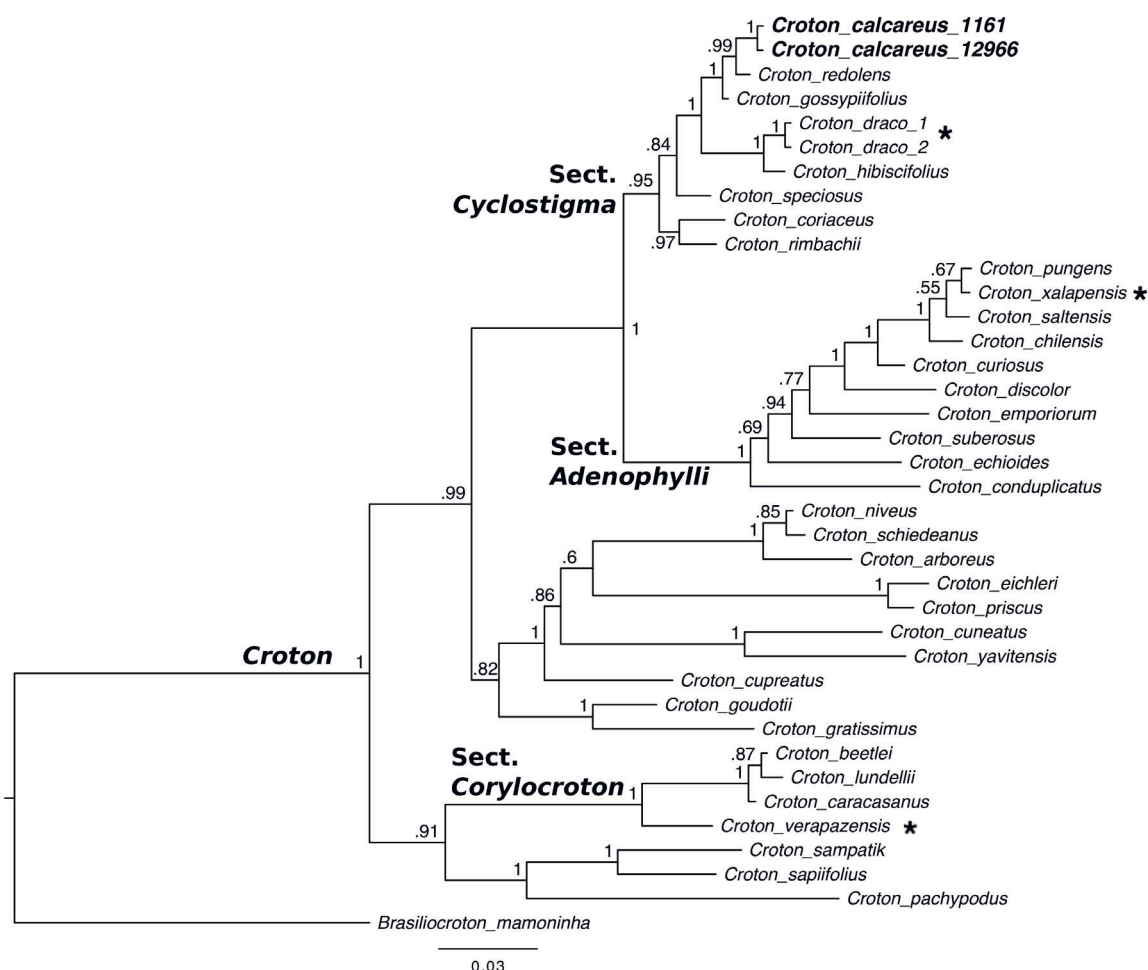 1
Croton_calcareus_1161
.99
Croton_calcareus_12966
1
Croton_redolens
1
Croton_gossypiifolius
1
Croton_draco_1
*
.84
1
Croton_draco_2
.95
Croton_hibiscifolius
Sect.
Cyclostigma
Croton_speciosus
Croton_coriaceus
.97
Croton_rimbachii
.67
Croton_pungens
.55
Croton_xalapensis *
1
Croton_saltensis
1
1
Croton_chilensis
1
Croton_curiosus
.77
Croton_discolor
.94
Croton_emporiorum
.69
Croton_suberosus
Sect.
Adenophylli
1
Croton_echioides
Croton_conduplicatus
.99
.85
Croton_niveus
1
Croton_schiedeanus
.6
Croton_arboreus
.86
1
Croton_eichleri
Croton_priscus
1
1
Croton_cuneatus
Croton
1
Croton_yavitensis
.82
Croton_cupreatus
1
Croton_goudotii
Croton_gratissimus
Sect.
Corylocroton
.87
Croton_beetlei
1
Croton_lundellii
1
Croton_caracasanus
.91
Croton_verapazensis *
1
Croton_sampatik
1
Croton_sapiifolius
Croton_pachypodus
Brasiliocroton_mamoninha
0.03